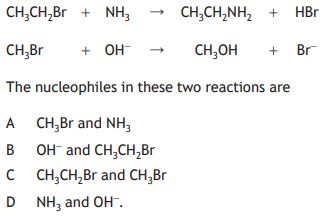 CH₃CH₂Br + NH₃ → CH₃CH₂NH₂ + HBr
CH₃Br + OH⁻ → CH₃OH + Br⁻
The nucleophiles in these two reactions are
A CH₃Br and NH₃
B OH⁻ and CH₃CH₂Br
C CH₃CH₂Br and CH₃Br
D NH₃ and OH⁻.